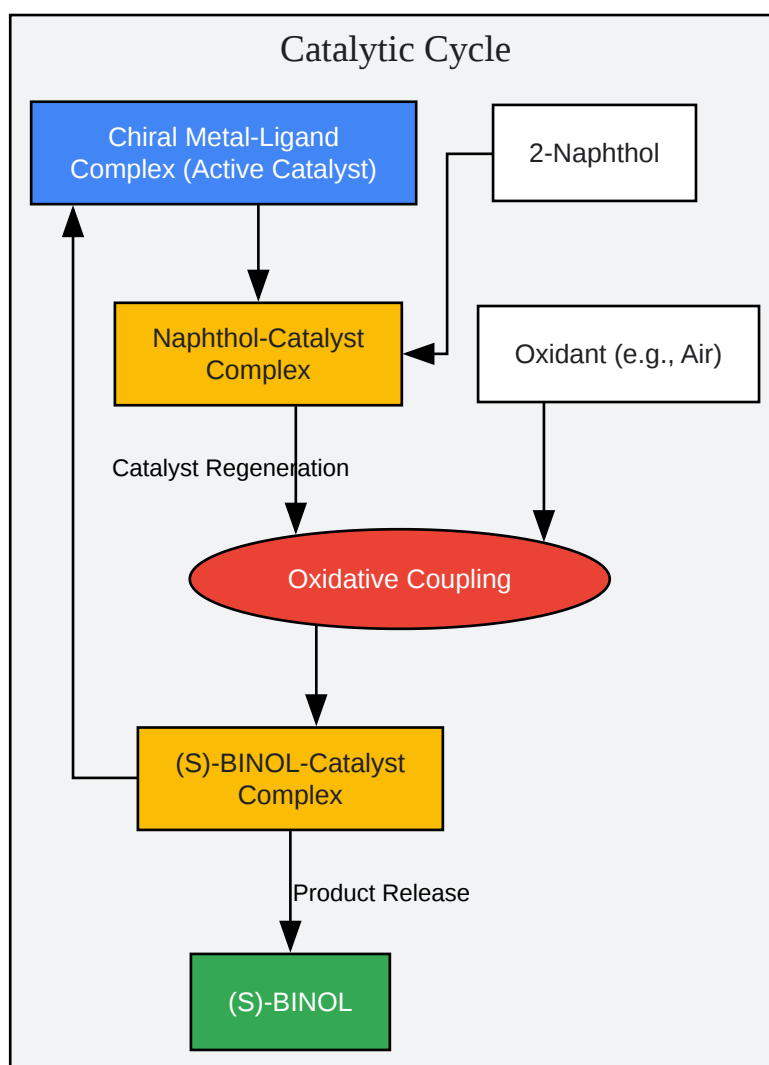 Catalytic Cycle
Chiral Metal-Ligand
Complex (Active Catalyst)
2-Naphthol
Naphthol-Catalyst
Complex
Oxidant (e.g., Air)
Catalyst Regeneration
Oxidative Coupling
(S)-BINOL-Catalyst
Complex
Product Release
(S)-BINOL